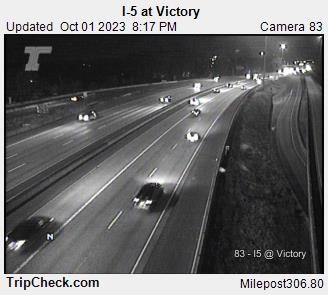 I-5 at Victory
Updated Oct 01 2023 8:17 PM Camera 83
T
N
83 - I5 @ Victory
TripCheck.com Milepost306.80